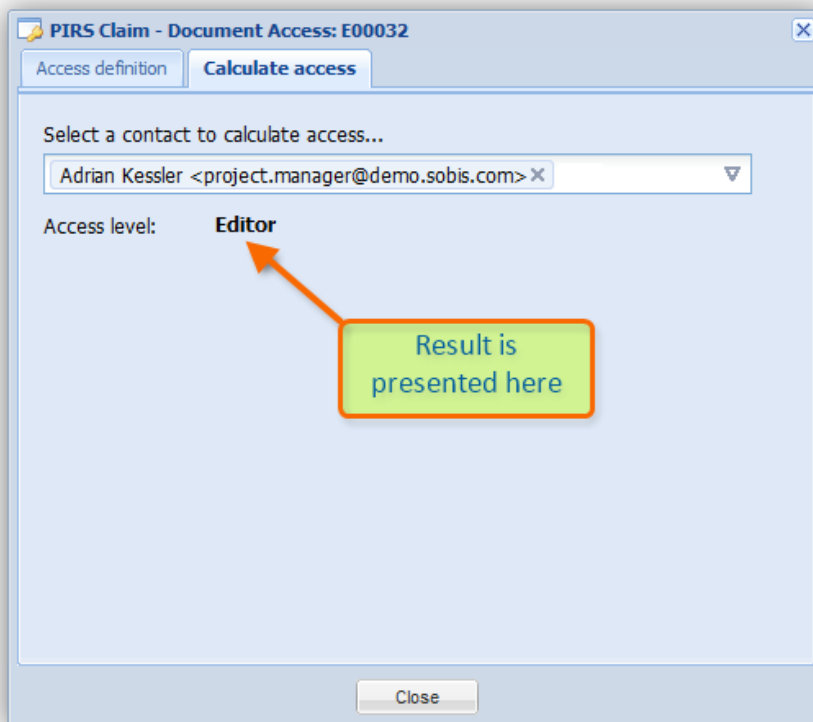 PIRS Claim - Document Access: E00032
Access definition
Calculate access
Select a contact to calculate access...
Adrian Kessler <project.manager@demo.sobis.com>
Access level: Editor
Result is
presented here
Close